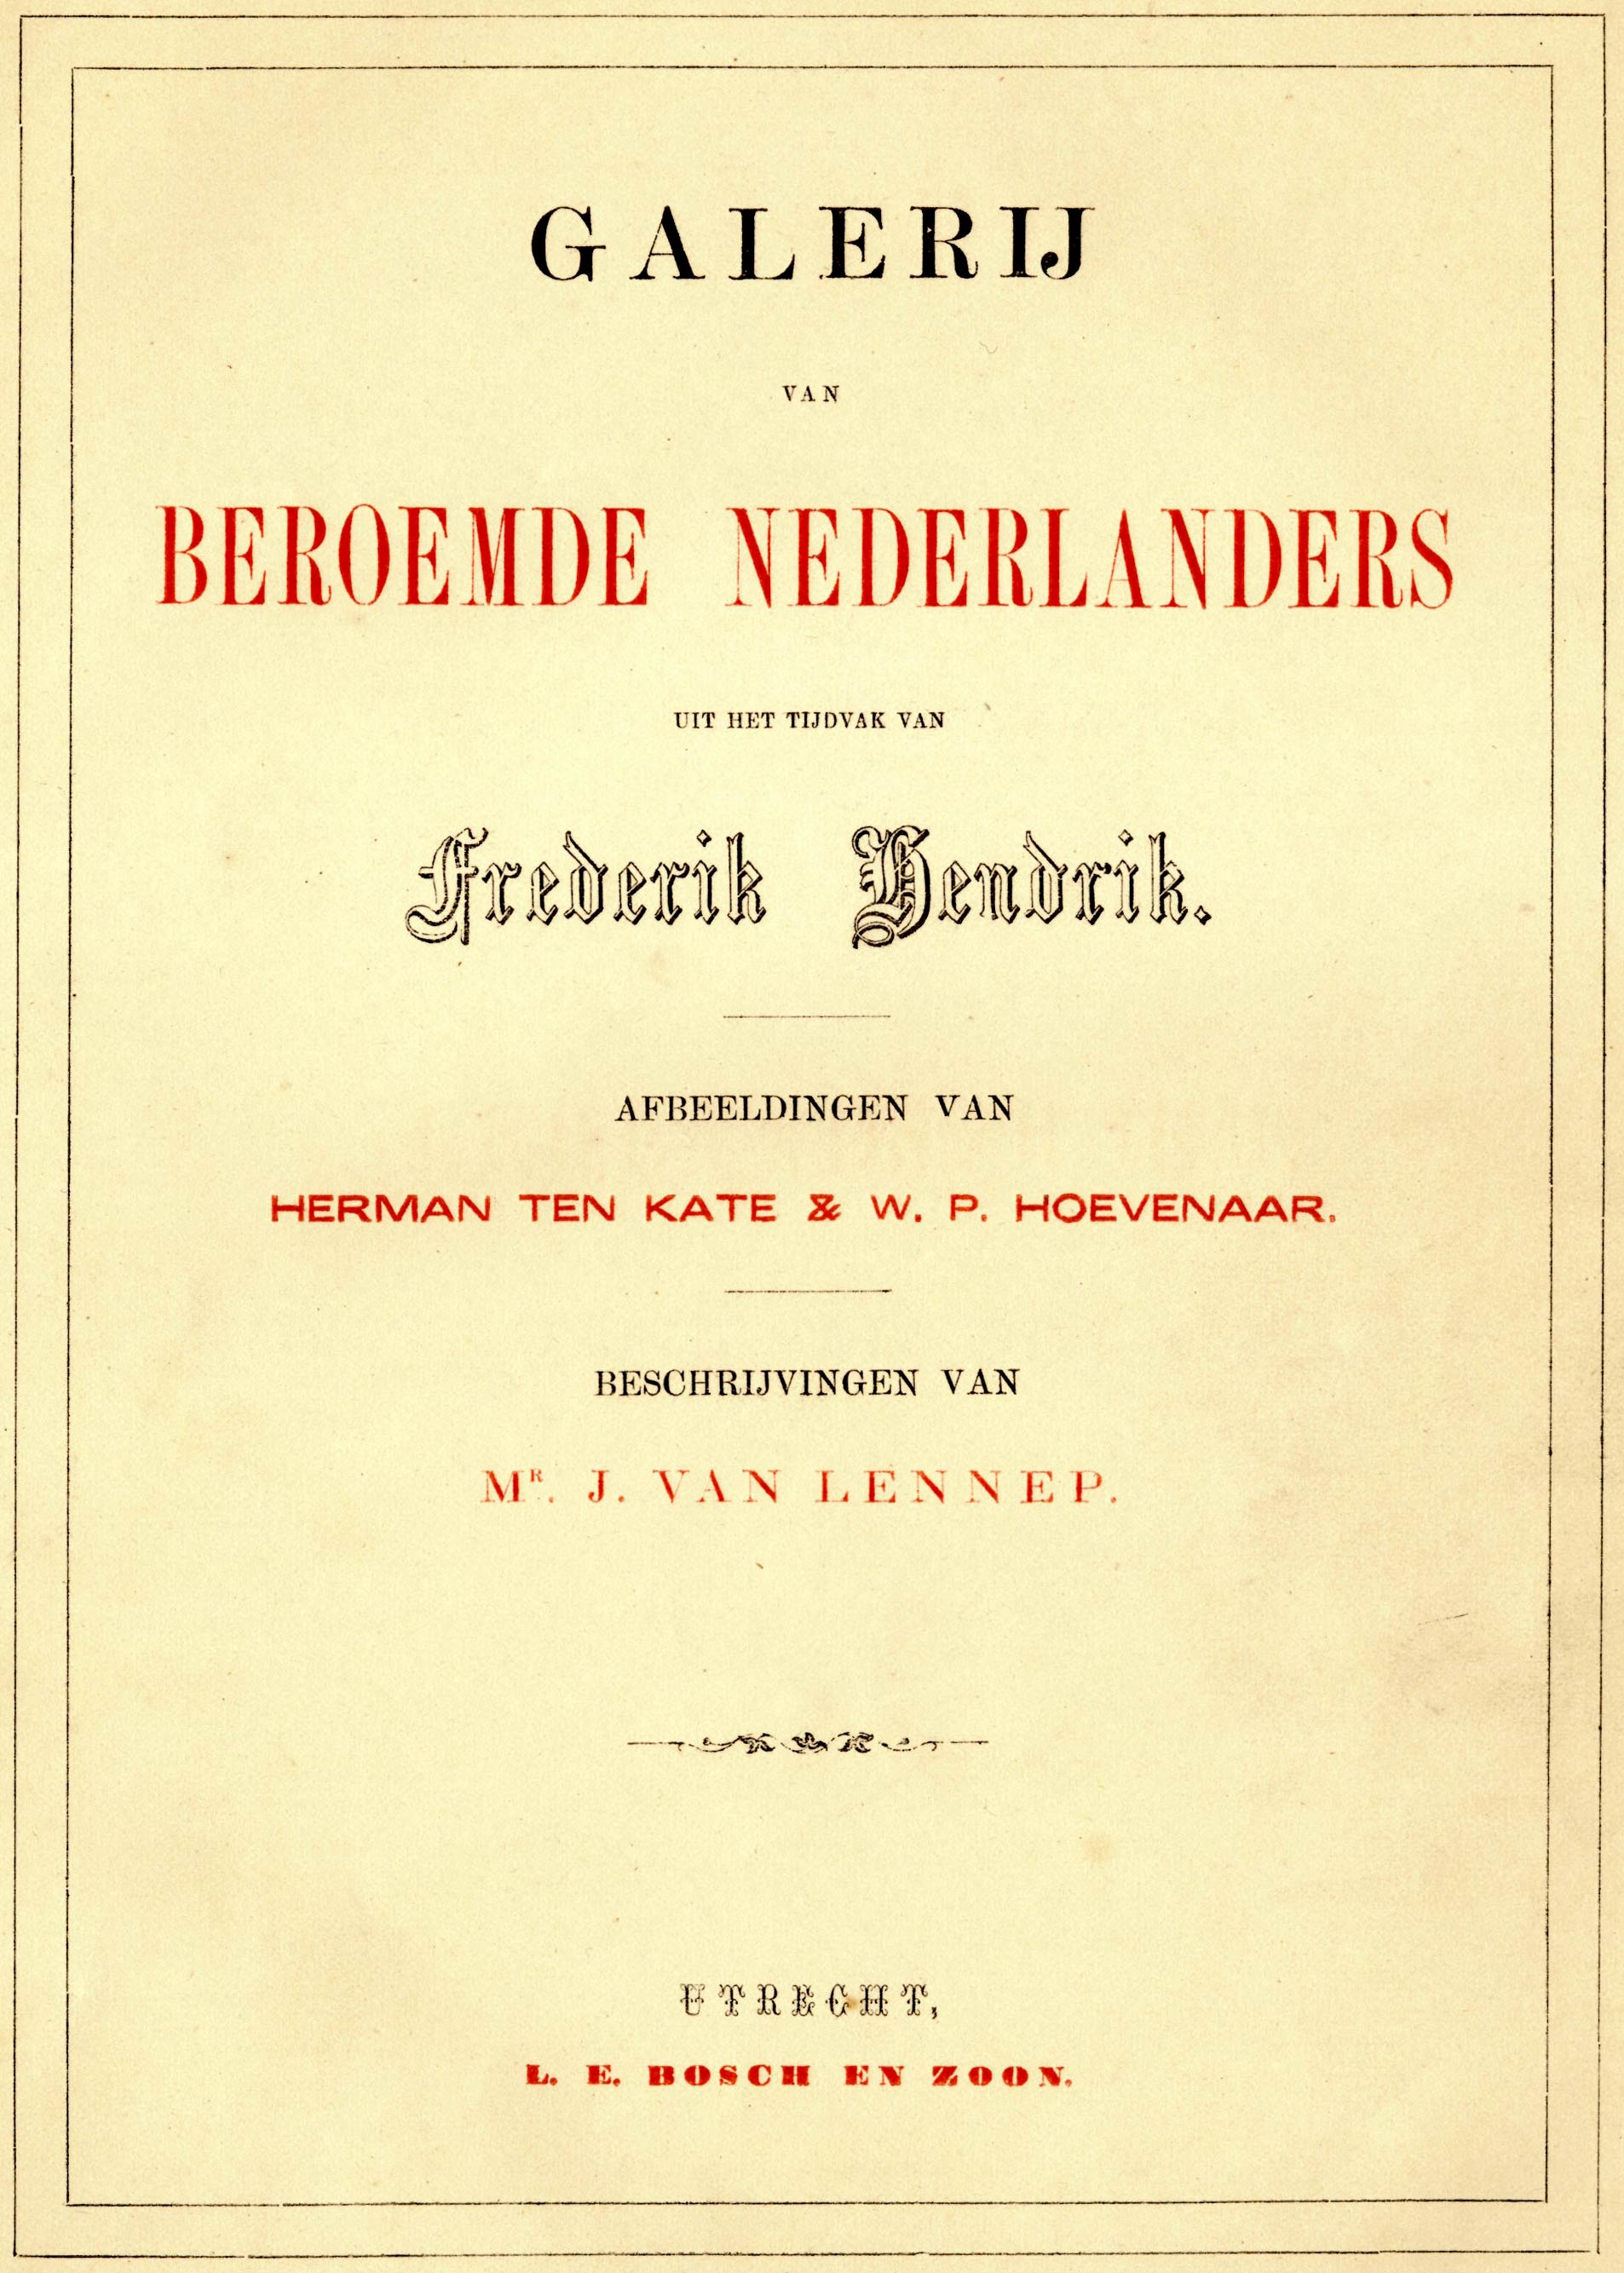 GALERIJ
VAN
BEROEMDE NEDERLANDERS
UIT HET TIJDVAK VAN
Frederik Hendrik.
AFBEELDINGEN VAN
HERMAN TEN KATE & W. P. HOEVENAAR.
BESCHRIJVINGEN VAN
MR. J. VAN LENNEP.
UTRECHT,
L. E. BOSCH EN ZOON.